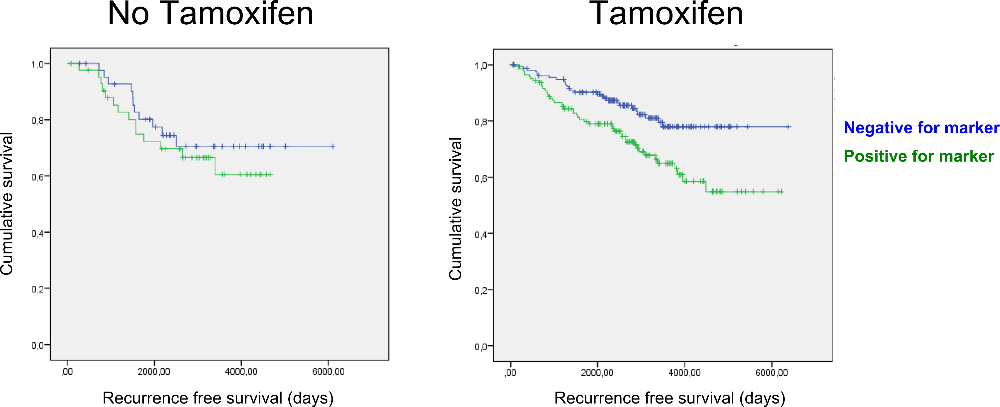 No Tamoxifen
Tamoxifen
Cumulative survival
1,0
0,8
0,6
0,4
0,2
0,0
,00
2000,00
4000,00
6000,00
Recurrence free survival (days)
Cumulative survival
1,0
0,8
0,6
0,4
0,2
0,0
,00
2000,00
4000,00
6000,00
Recurrence free survival (days)
Negative for marker
Positive for marker